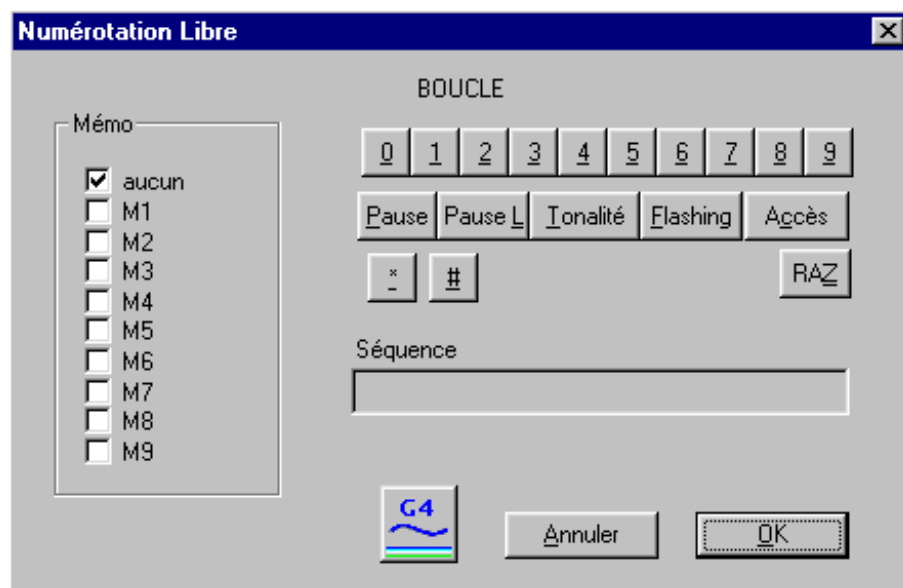 Numérotation Libre
BOUCLE
Mémo
aucun
M1
M2
M3
M4
M5
M6
M7
M8
M9
0 1 2 3 4 5 6 7 8 9
Pause Pause L Tonalité Flashing Accès
* # RAZ
Séquence
G4
Annuler OK